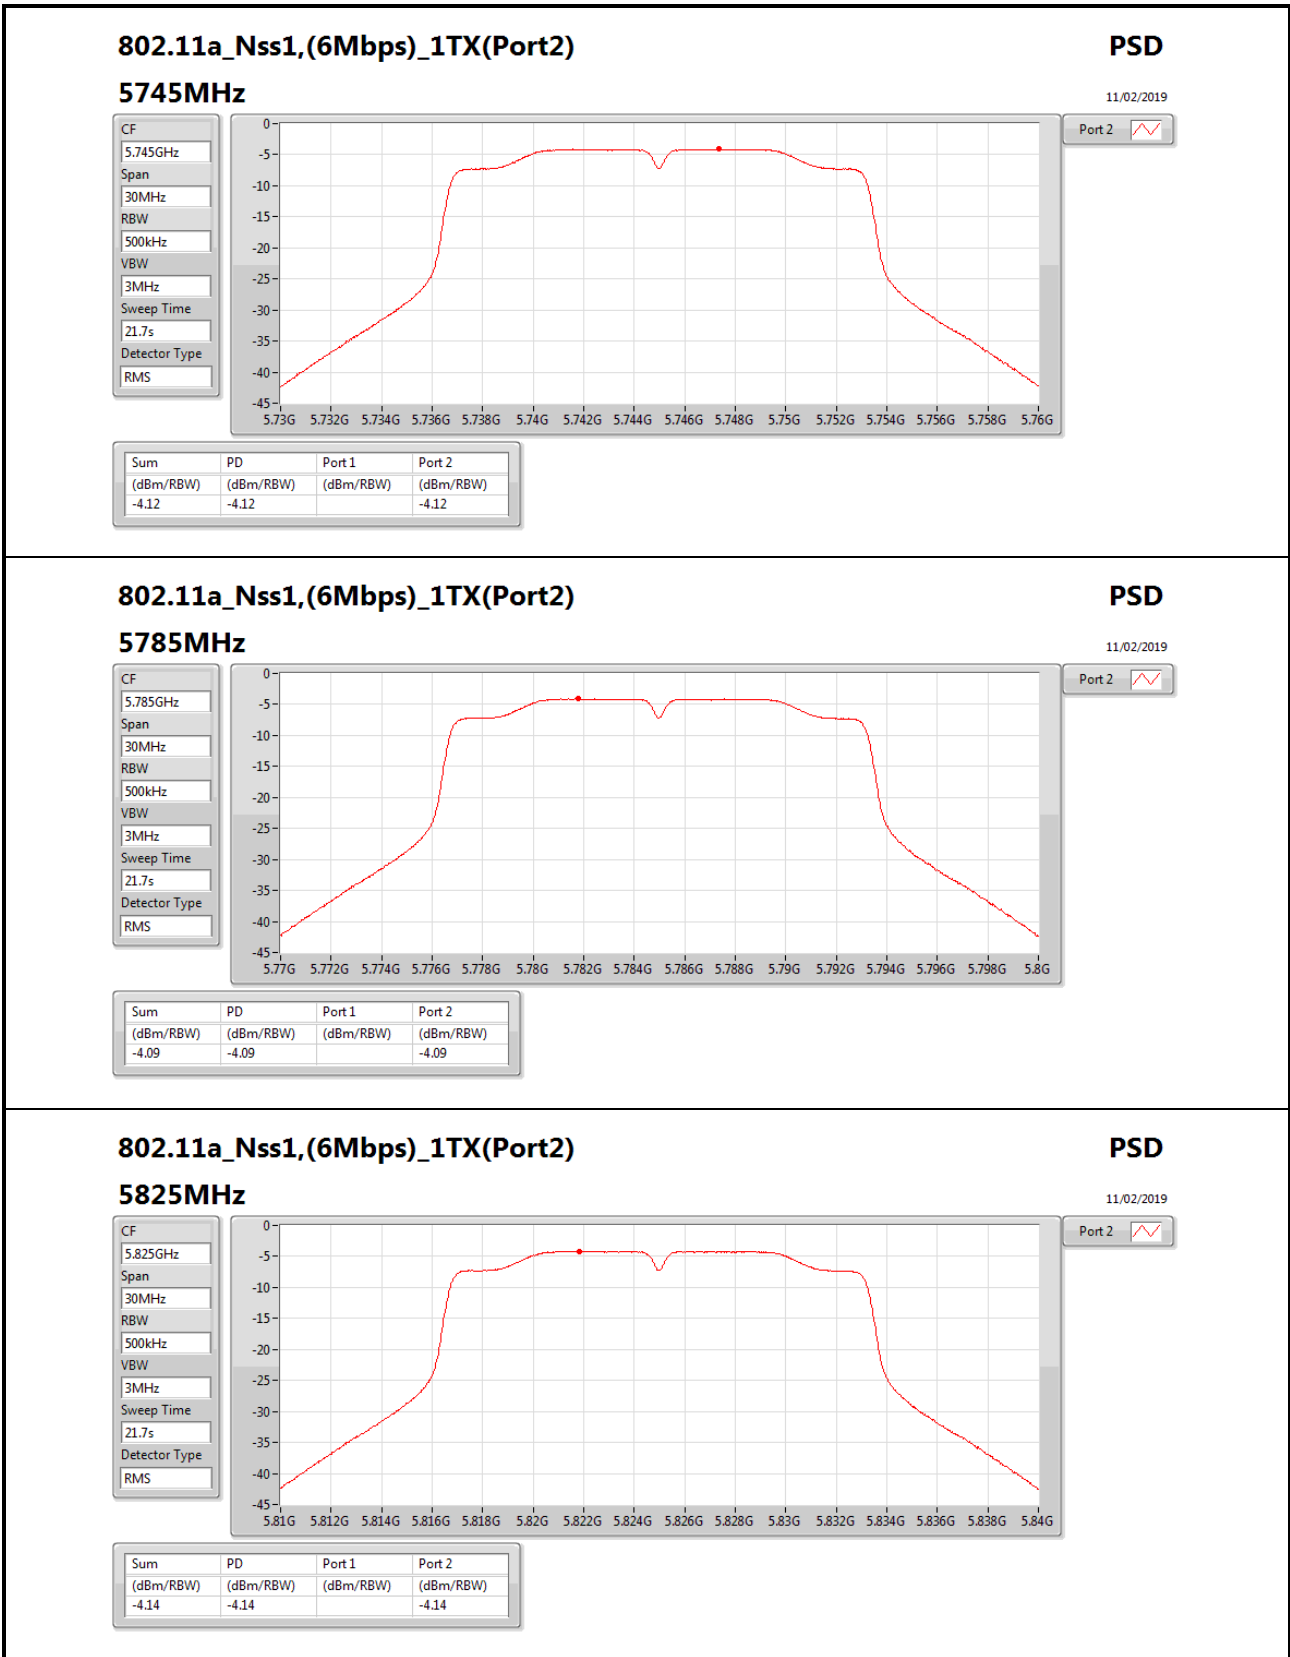 802.11a_Nss1,(6Mbps)_1TX(Port2) PSD
5745MHz 11/02/2019
CF
5.745GHz
Span
30MHz
RBW
500kHz
VBW
3MHz
Sweep Time
21.7s
Detector Type
RMS
0
-5
-10
-15
-20
-25
-30
-35
-40
-45
5.73G 5.732G 5.734G 5.736G 5.738G 5.74G 5.742G 5.744G 5.746G 5.748G 5.75G 5.752G 5.754G 5.756G 5.758G 5.76G
Port 2
Sum PD Port 1 Port 2
(dBm/RBW) (dBm/RBW) (dBm/RBW) (dBm/RBW)
-4.12 -4.12 -4.12
802.11a_Nss1,(6Mbps)_1TX(Port2) PSD
5785MHz 11/02/2019
CF
5.785GHz
Span
30MHz
RBW
500kHz
VBW
3MHz
Sweep Time
21.7s
Detector Type
RMS
0
-5
-10
-15
-20
-25
-30
-35
-40
-45
5.77G 5.772G 5.774G 5.776G 5.778G 5.78G 5.782G 5.784G 5.786G 5.788G 5.79G 5.792G 5.794G 5.796G 5.798G 5.8G
Port 2
Sum PD Port 1 Port 2
(dBm/RBW) (dBm/RBW) (dBm/RBW) (dBm/RBW)
-4.09 -4.09 -4.09
802.11a_Nss1,(6Mbps)_1TX(Port2) PSD
5825MHz 11/02/2019
CF
5.825GHz
Span
30MHz
RBW
500kHz
VBW
3MHz
Sweep Time
21.7s
Detector Type
RMS
0
-5
-10
-15
-20
-25
-30
-35
-40
-45
5.81G 5.812G 5.814G 5.816G 5.818G 5.82G 5.822G 5.824G 5.826G 5.828G 5.83G 5.832G 5.834G 5.836G 5.838G 5.84G
Port 2
Sum PD Port 1 Port 2
(dBm/RBW) (dBm/RBW) (dBm/RBW) (dBm/RBW)
-4.14 -4.14 -4.14